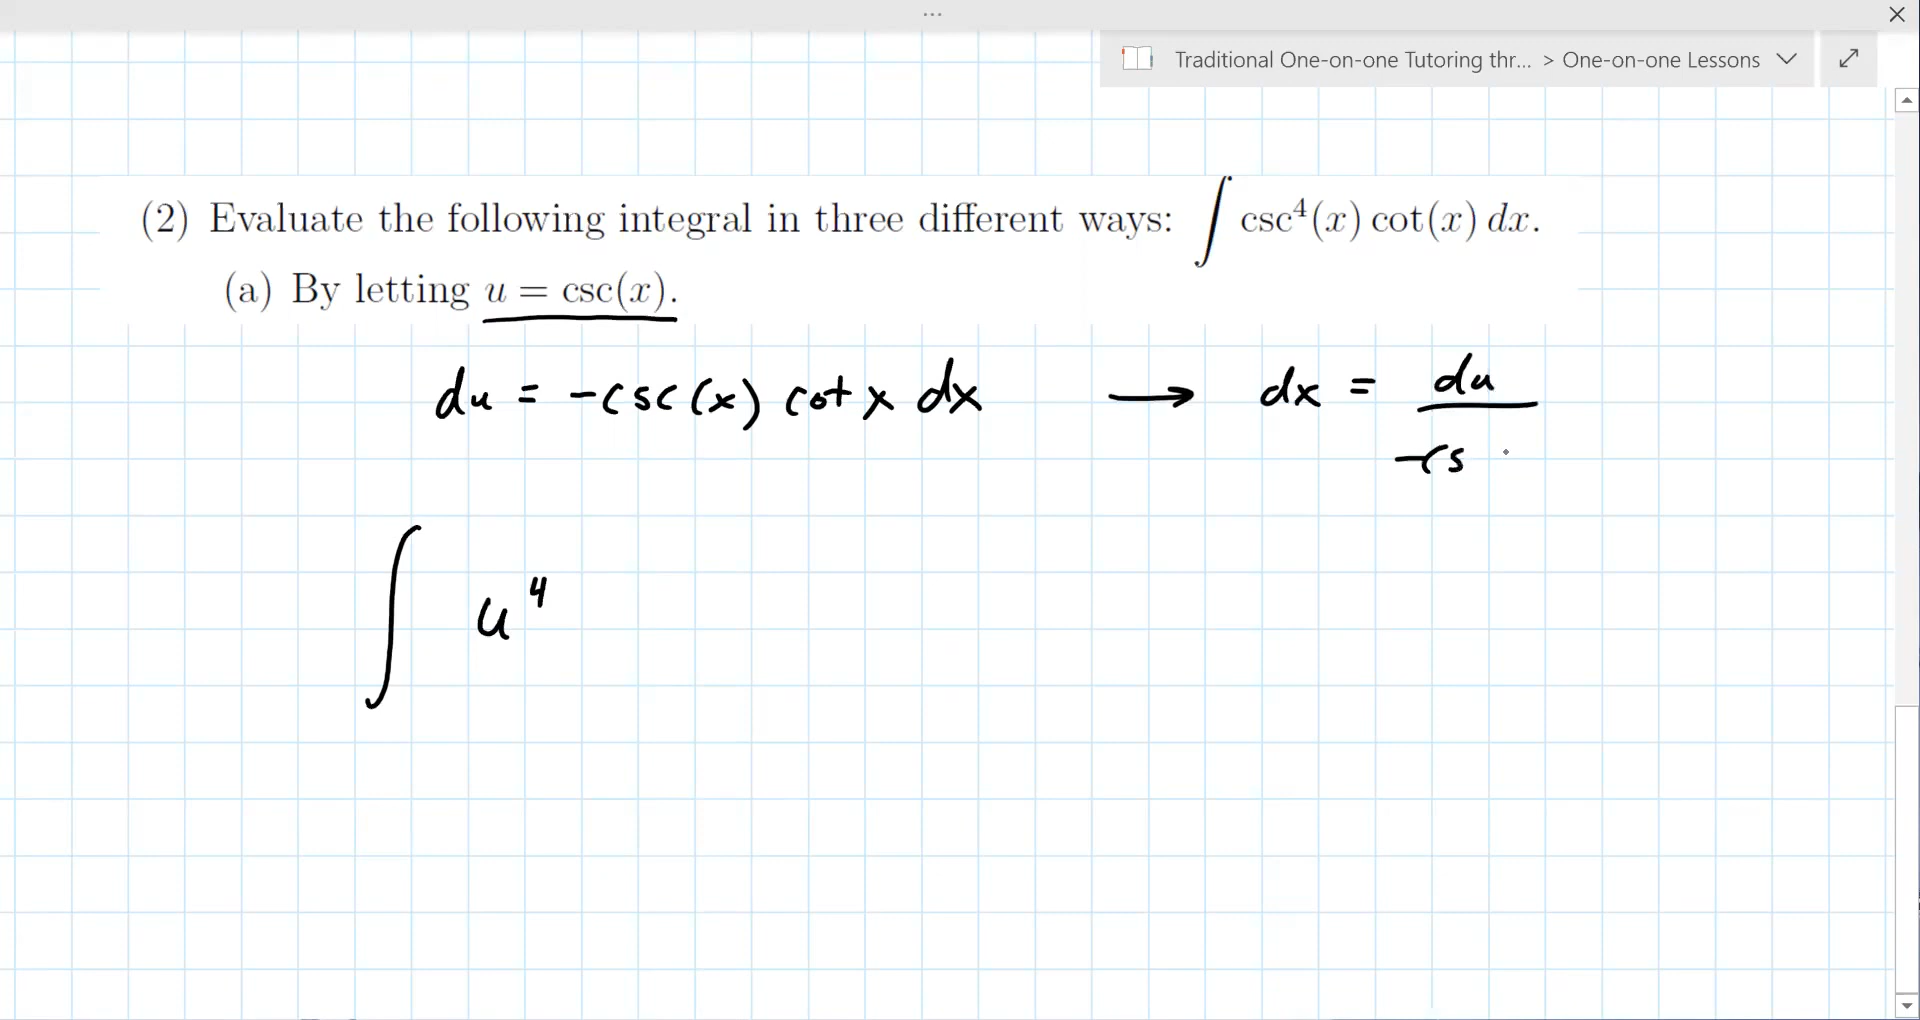 Traditional One-on-one Tutoring thr... > One-on-one Lessons
(2) Evaluate the following integral in three different ways: ∫ csc⁴(x) cot(x) dx.
(a) By letting u = csc(x).
du = -csc(x) cot x dx → dx = du / -cs
∫ u⁴